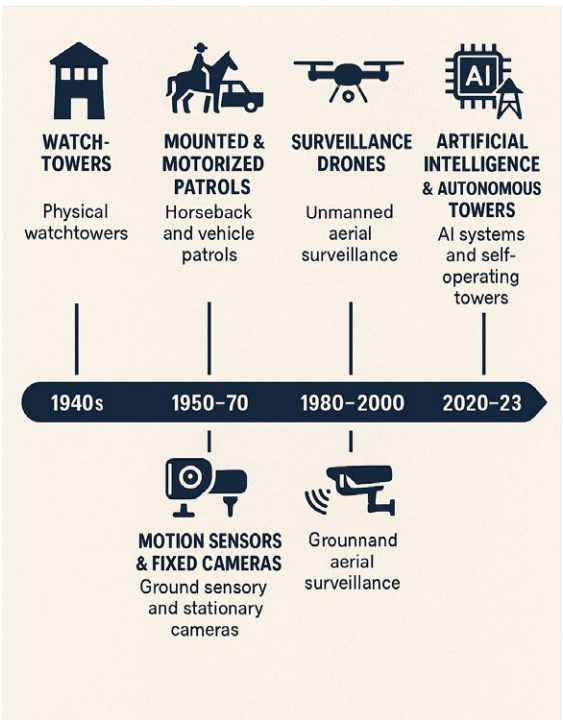 WATCH-
TOWERS
Physical
watchtowers
MOUNTED &
MOTORIZED
PATROLS
Horseback
and vehicle
patrols
SURVEILLANCE
DRONES
Unmanned
aerial
surveillance
AI
ARTIFICIAL
INTELLIGENCE
& AUTONOMOUS
TOWERS
AI systems
and self-
operating
towers
1940s
1950–70
1980–2000
2020–23
MOTION SENSORS
& FIXED CAMERAS
Ground sensory
and stationary
cameras
Grounnand
aerial
surveillance